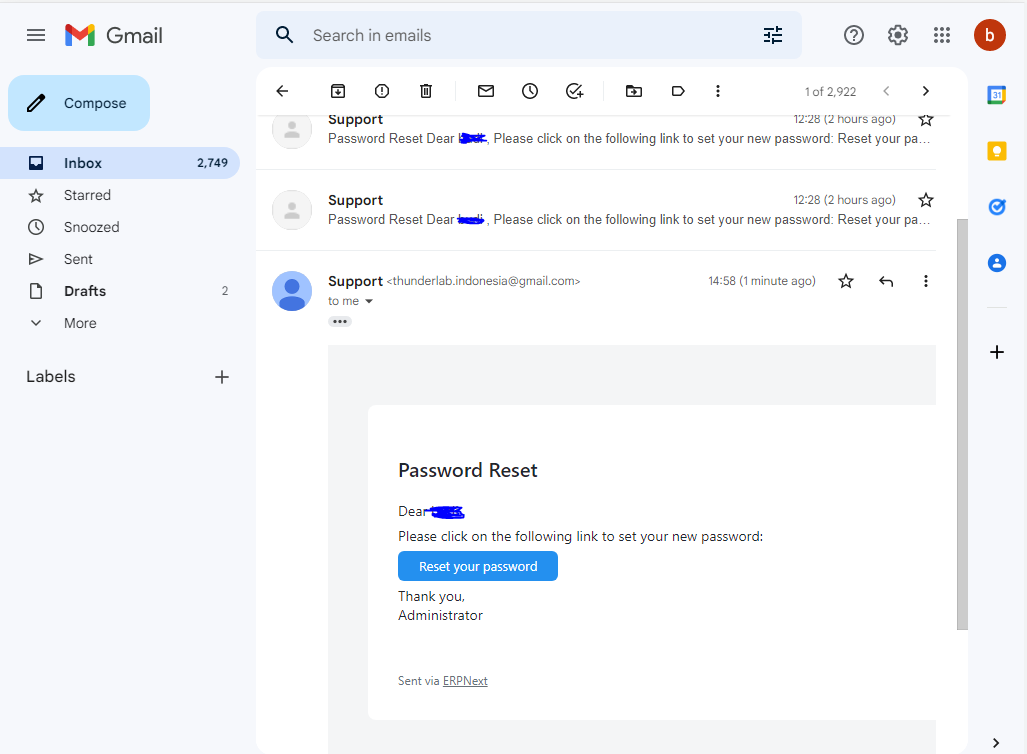 Gmail
Search in emails
b
Compose
1 of 2,922
31
Support
12:28 (2 hours ago)
Password Reset Dear , Please click on the following link to set your new password: Reset your pa…
Inbox
2,749
Starred
Snoozed
Sent
Drafts
2
More
Labels
Support
12:28 (2 hours ago)
Password Reset Dear , Please click on the following link to set your new password: Reset your pa…
Support <thunderlab.indonesia@gmail.com>
14:58 (1 minute ago)
to me
Password Reset
Dear
Please click on the following link to set your new password:
Reset your password
Thank you,
Administrator
Sent via ERPNext